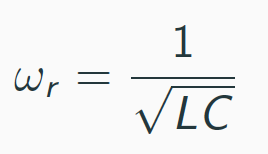 ω_r = 1 / √(LC)